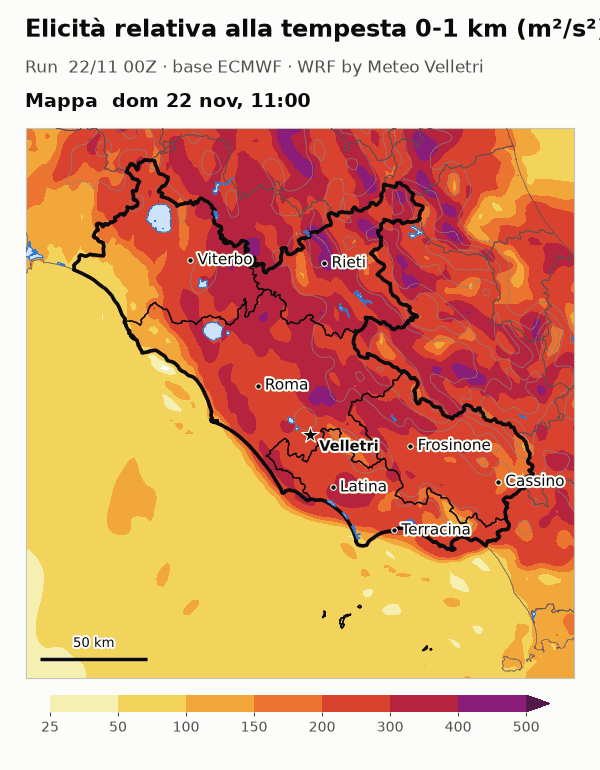 Elicità relativa alla tempesta 0-1 km (m²/s²)
Run 22/11 00Z · base ECMWF · WRF by Meteo Velletri
Mappa dom 22 nov, 11:00
Viterbo
Rieti
Roma
Velletri
Frosinone
Latina
Cassino
Terracina
50 km
25 50 100 150 200 300 400 500